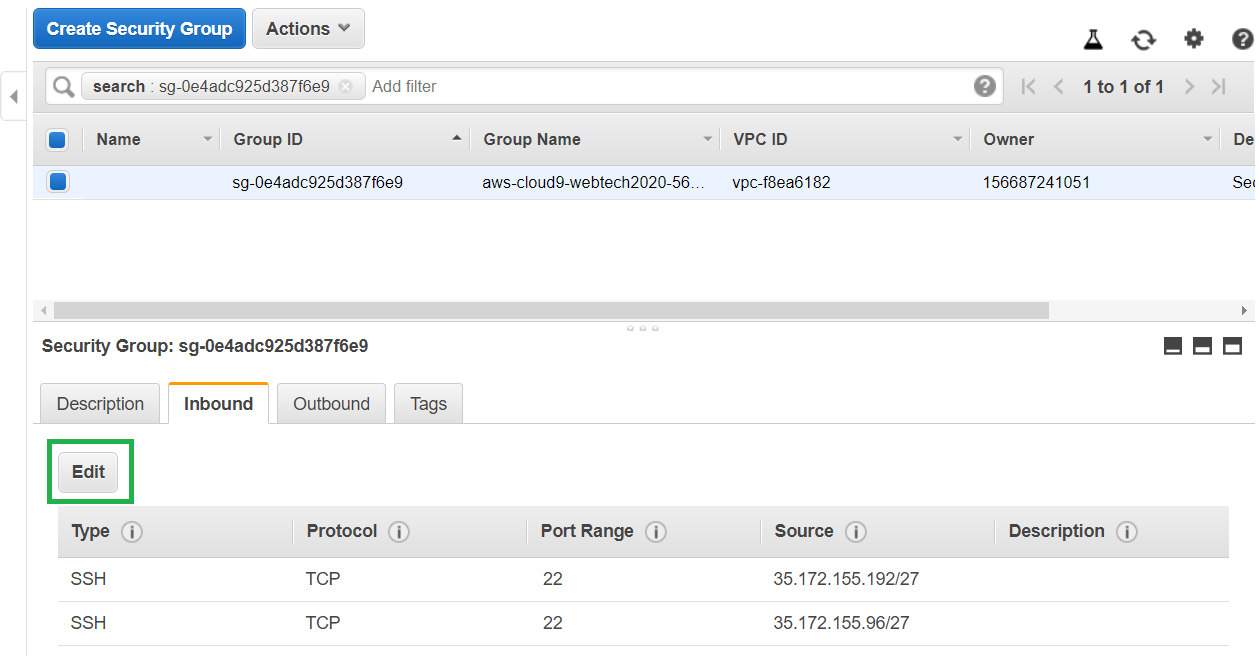 Create Security Group Actions
search : sg-0e4adc925d387f6e9 Add filter 1 to 1 of 1
Name Group ID Group Name VPC ID Owner De
sg-0e4adc925d387f6e9 aws-cloud9-webtech2020-56... vpc-f8ea6182 156687241051 Sec
Security Group: sg-0e4adc925d387f6e9
Description Inbound Outbound Tags
Edit
Type Protocol Port Range Source Description
SSH TCP 22 35.172.155.192/27
SSH TCP 22 35.172.155.96/27